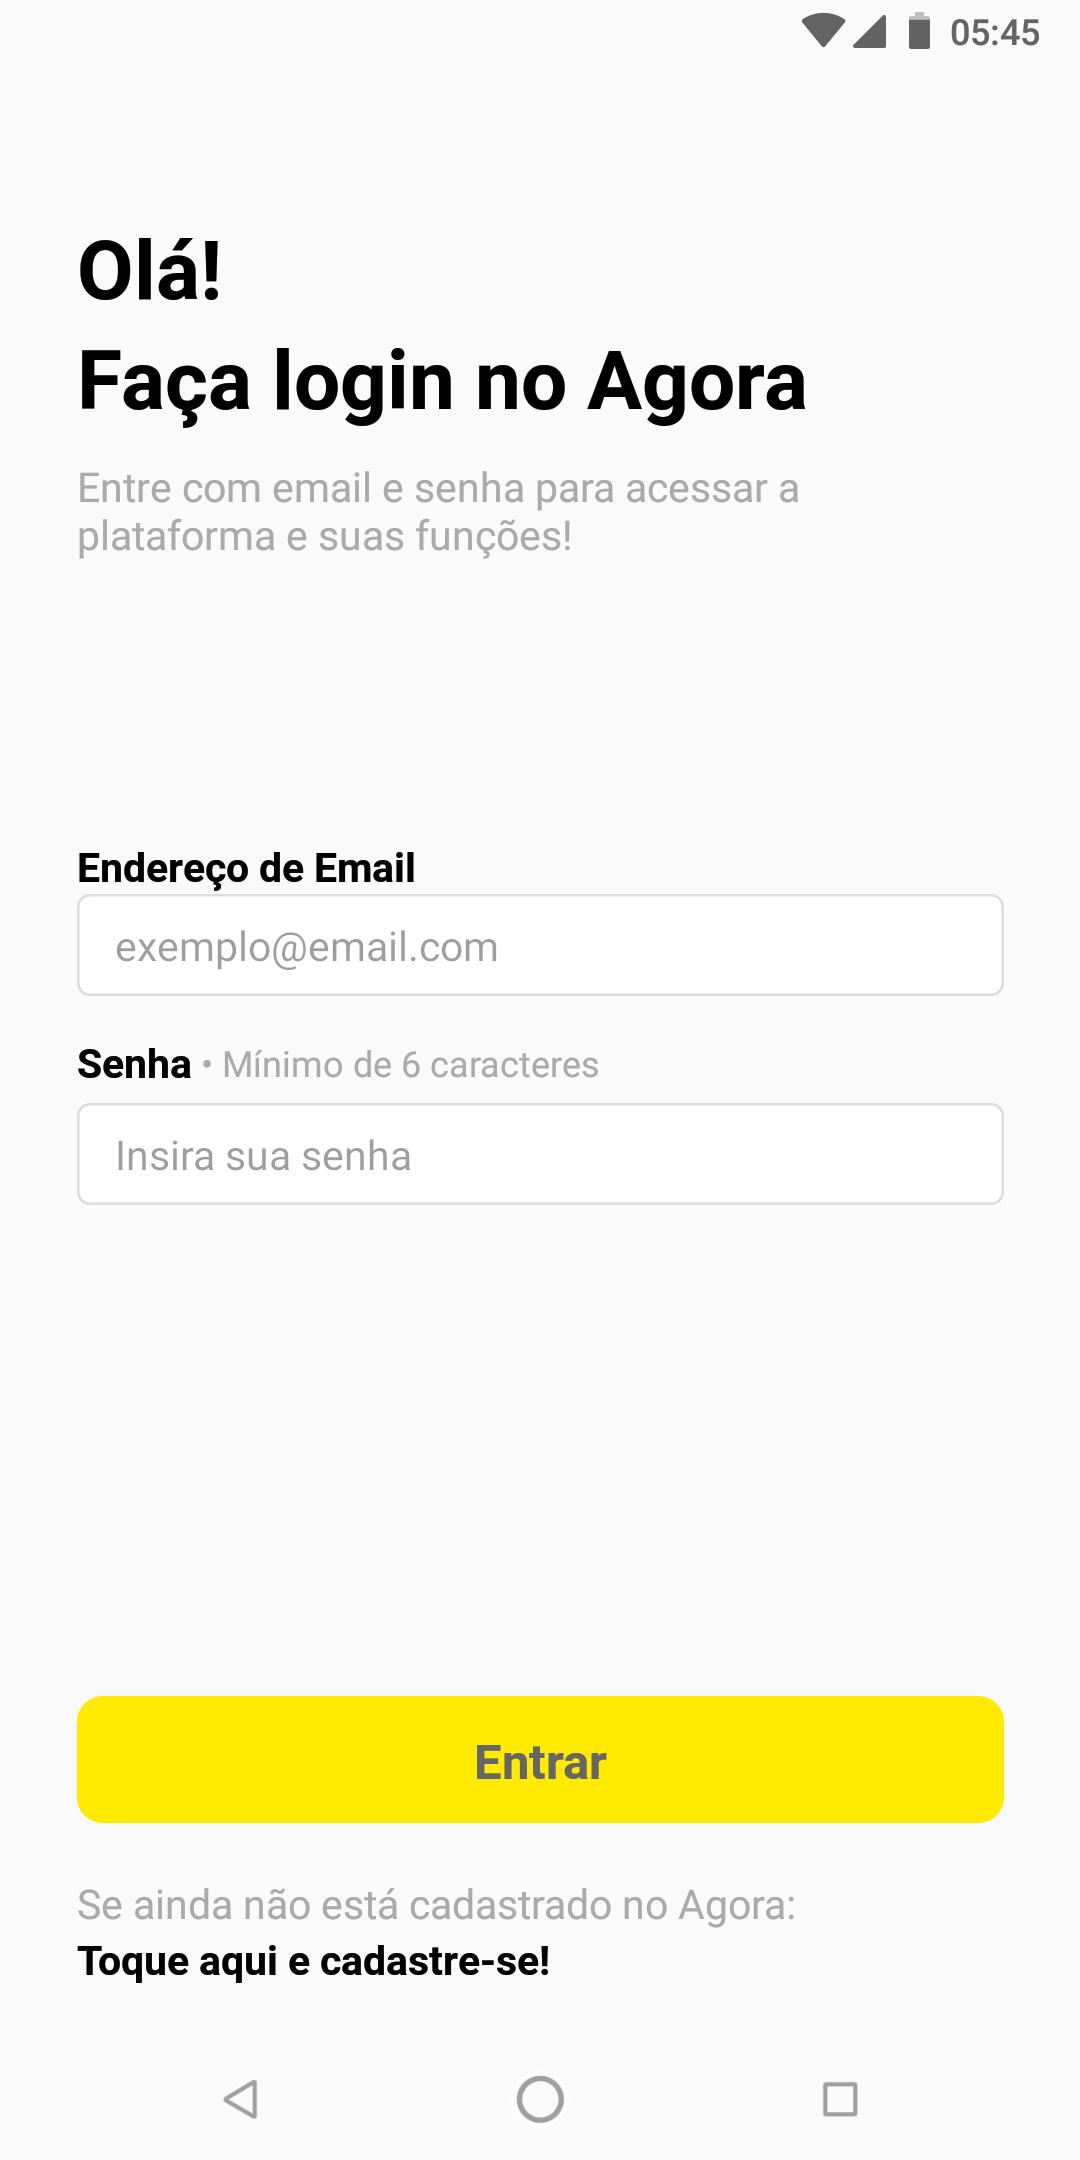 05:45
Olá!
Faça login no Agora
Entre com email e senha para acessar a
plataforma e suas funções!
Endereço de Email
exemplo@email.com
Senha • Mínimo de 6 caracteres
Insira sua senha
Entrar
Se ainda não está cadastrado no Agora:
Toque aqui e cadastre-se!